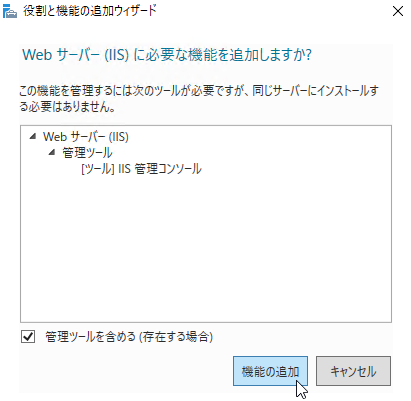 役割と機能の追加ウィザード
Web サーバー (IIS) に必要な機能を追加しますか?
この機能を管理するには次のツールが必要ですが、同じサーバーにインストールす
る必要はありません。
Web サーバー (IIS)
管理ツール
[ツール] IIS 管理コンソール
管理ツールを含める (存在する場合)
機能の追加
キャンセル